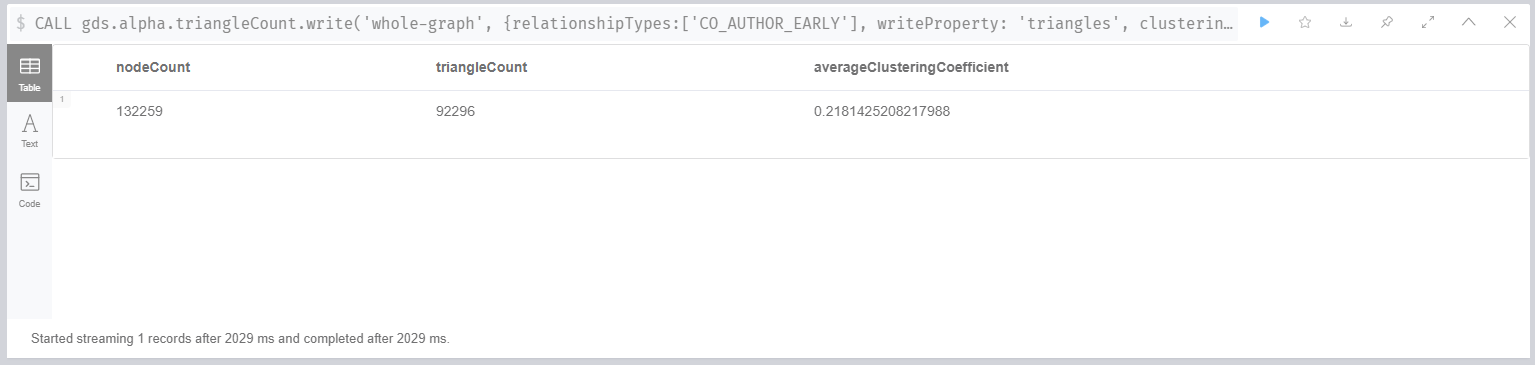 $ CALL gds.alpha.triangleCount.write('whole-graph', {relationshipTypes:['CO_AUTHOR_EARLY'], writeProperty: 'triangles', clusterin…
Table
nodeCount triangleCount averageClusteringCoefficient
1
132259 92296 0.2181425208217988
Text
Code
Started streaming 1 records after 2029 ms and completed after 2029 ms.